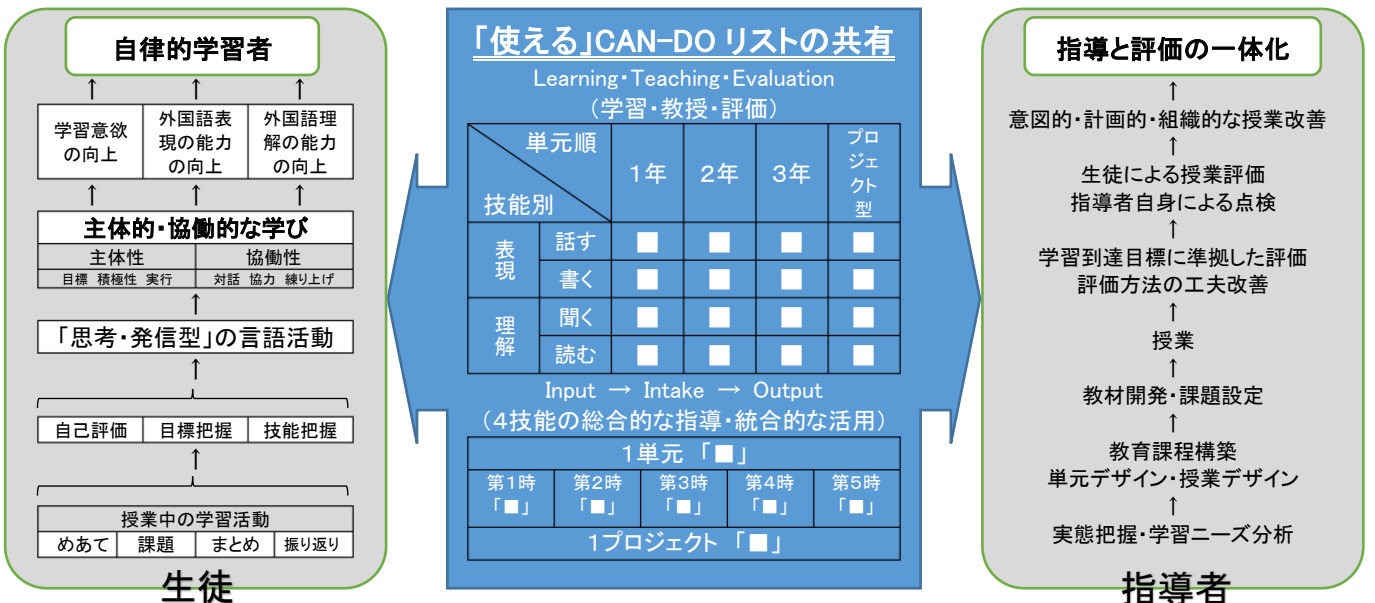 自律的学習者
↑ ↑ ↑
学習意欲
の向上
外国語表
現の能力
の向上
外国語理
解の能力
の向上
↑ ↑ ↑
主体的・協働的な学び
主体性 協働性
目標 積極性 実行 対話 協力 練り上げ
↑
「思考・発信型」の言語活動
↑
自己評価 目標把握 技能把握
↑
授業中の学習活動
めあて 課題 まとめ 振り返り
生徒
「使える」CAN-DO リストの共有
Learning・Teaching・Evaluation
（学習・教授・評価）
単元順
技能別
1年 2年 3年
プロ
ジェ
クト
型
表現
話す ■ ■ ■ ■
書く ■ ■ ■ ■
理解
聞く ■ ■ ■ ■
読む ■ ■ ■ ■
Input → Intake → Output
（4技能の総合的な指導・統合的な活用）
1単元 「■」
第1時 第2時 第3時 第4時 第5時
「■」 「■」 「■」 「■」 「■」
1プロジェクト 「■」
指導と評価の一体化
↑
意図的・計画的・組織的な授業改善
↑
生徒による授業評価
指導者自身による点検
↑
学習到達目標に準拠した評価
評価方法の工夫改善
↑
授業
↑
教材開発・課題設定
↑
教育課程構築
単元デザイン・授業デザイン
↑
実態把握・学習ニーズ分析
指導者